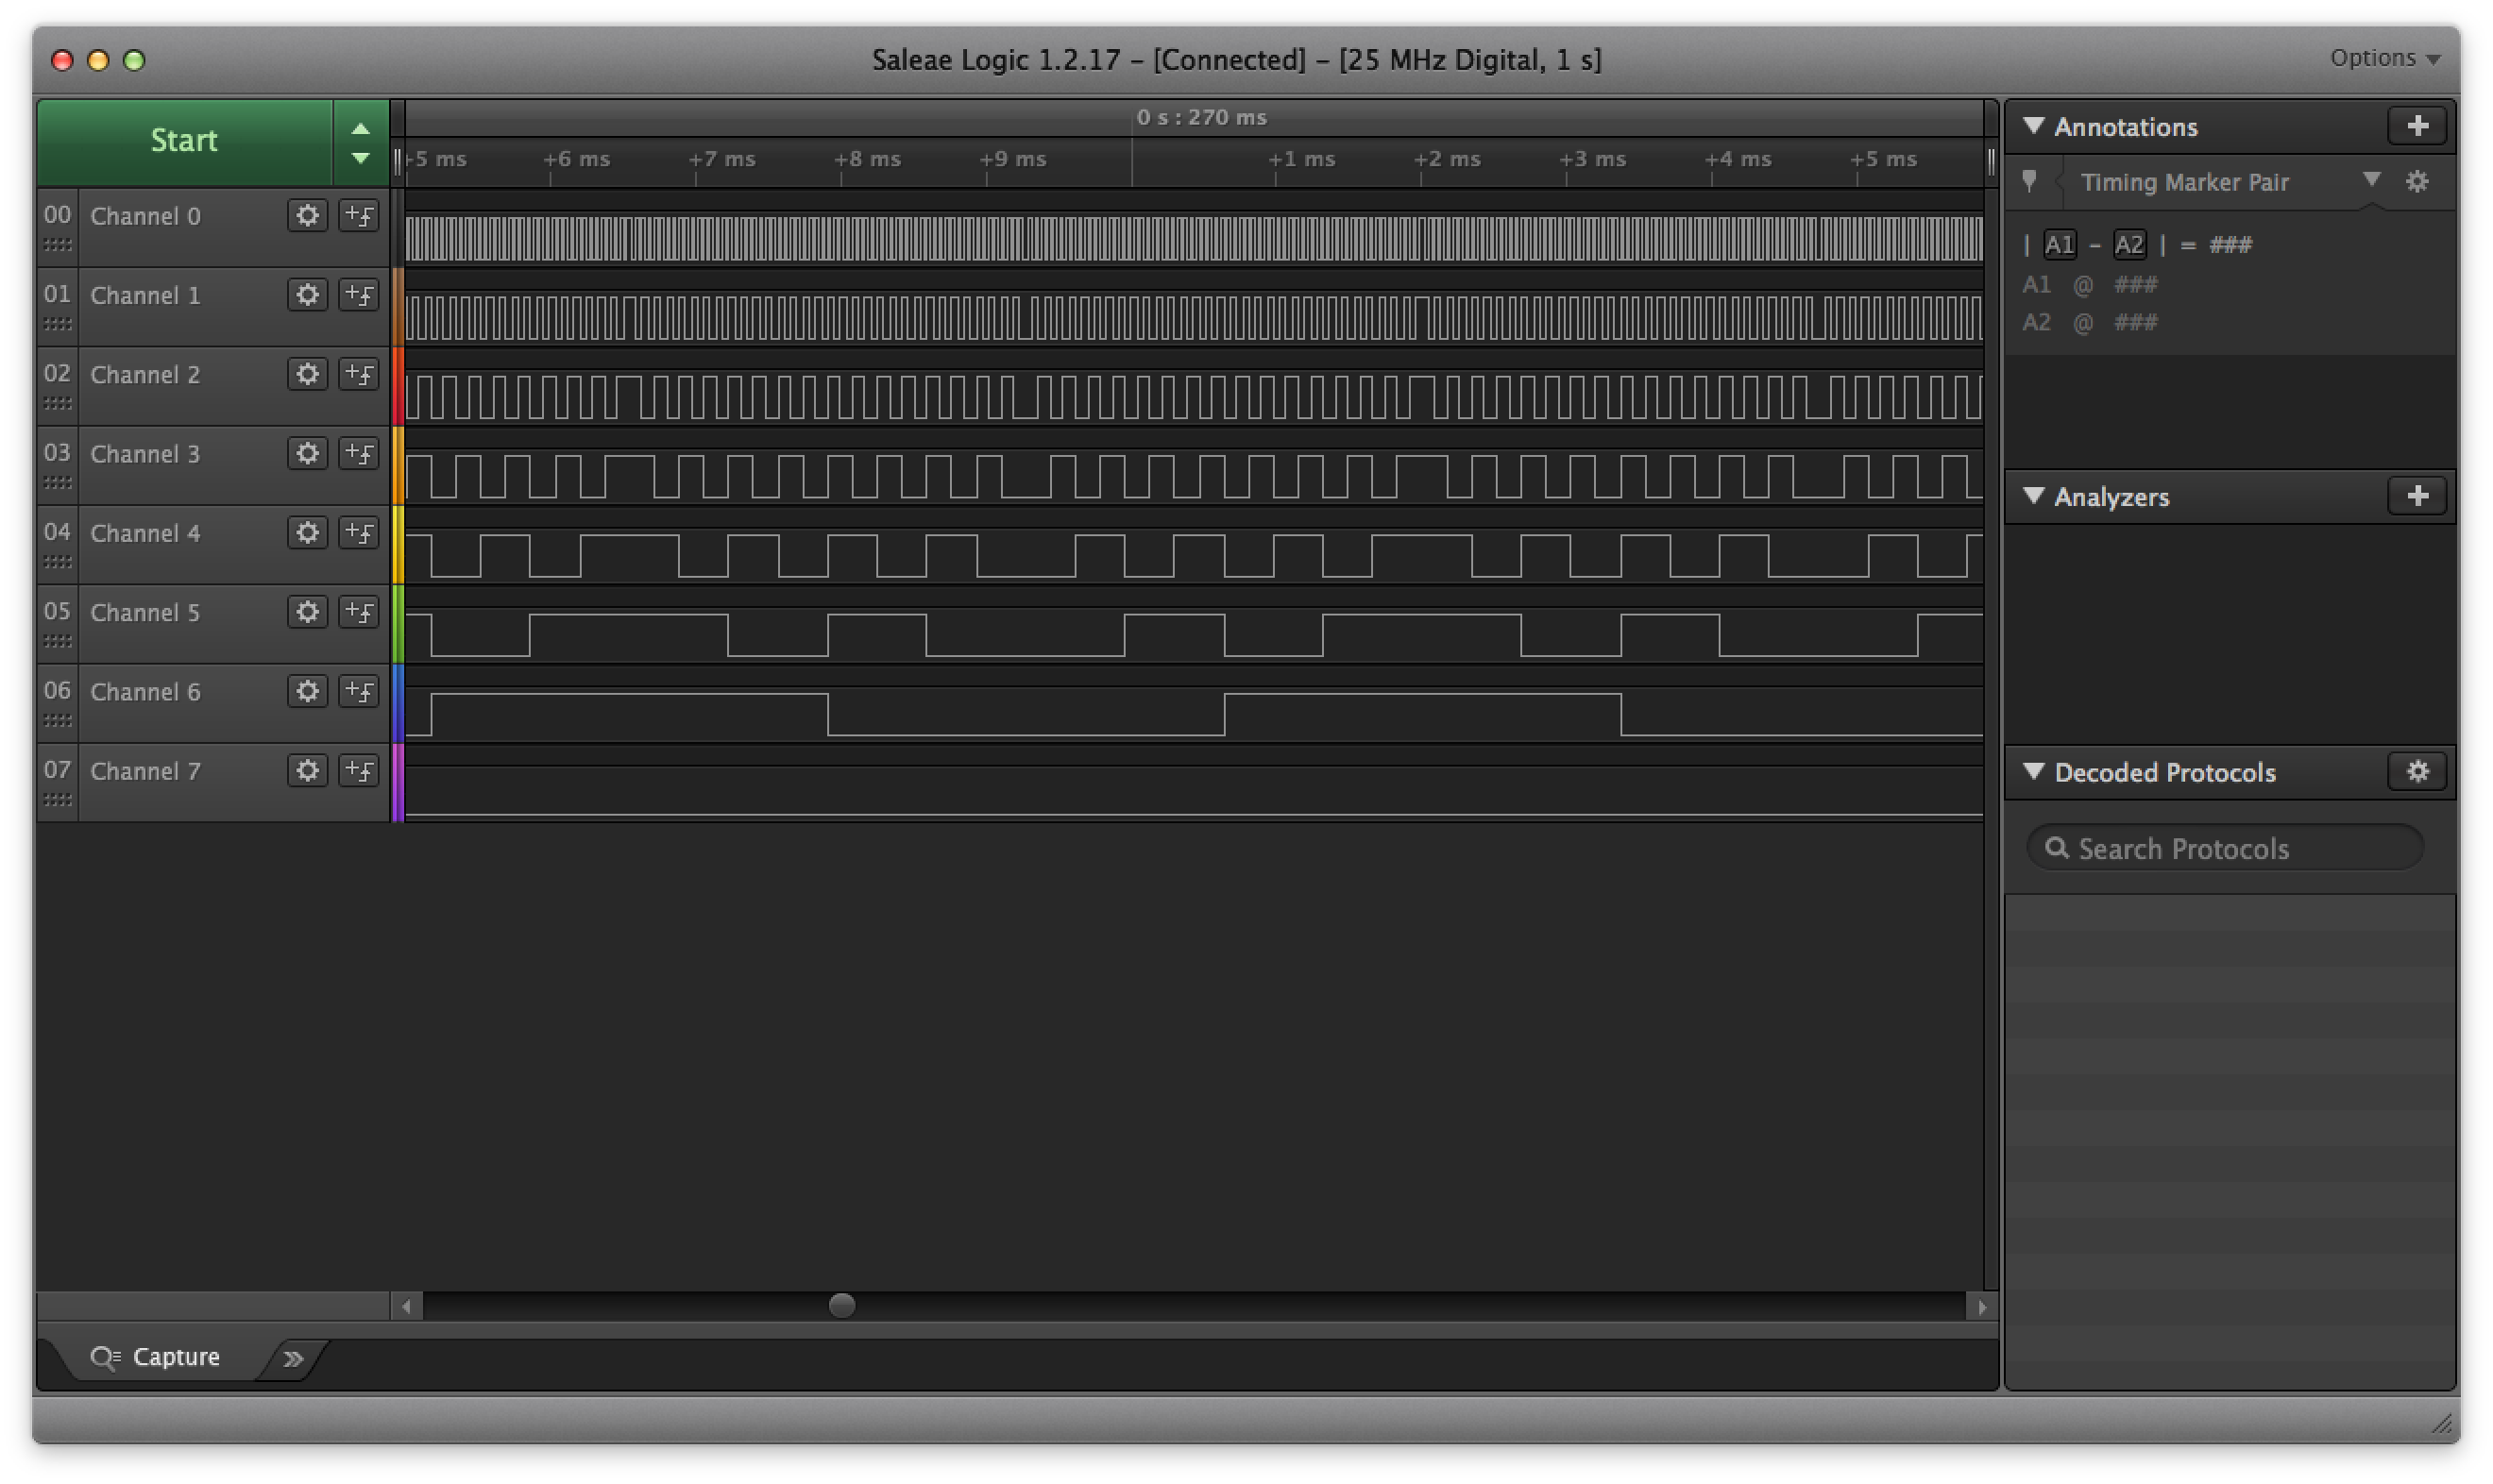 Saleae Logic 1.2.17 – [Connected] – [25 MHz Digital, 1 s]
Options
Start
0 s : 270 ms
+5 ms +6 ms +7 ms +8 ms +9 ms +1 ms +2 ms +3 ms +4 ms +5 ms
00 Channel 0
01 Channel 1
02 Channel 2
03 Channel 3
04 Channel 4
05 Channel 5
06 Channel 6
07 Channel 7
Annotations
Timing Marker Pair
| A1 – A2 | = ###
A1 @ ###
A2 @ ###
Analyzers
Decoded Protocols
Search Protocols
Capture